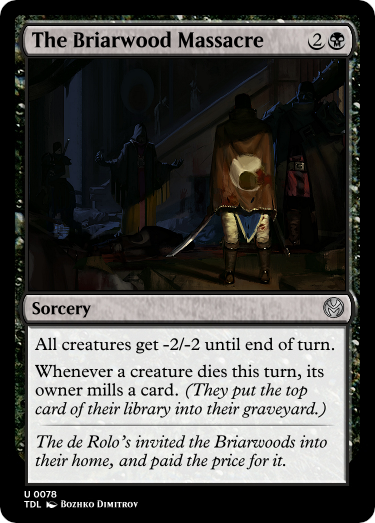 The Briarwood Massacre 2
Sorcery
All creatures get -2/-2 until end of turn.
Whenever a creature dies this turn, its
owner mills a card. (They put the top
card of their library into their graveyard.)
The de Rolo's invited the Briarwoods into
their home, and paid the price for it.
U 0078
TDL Bozhko Dimitrov